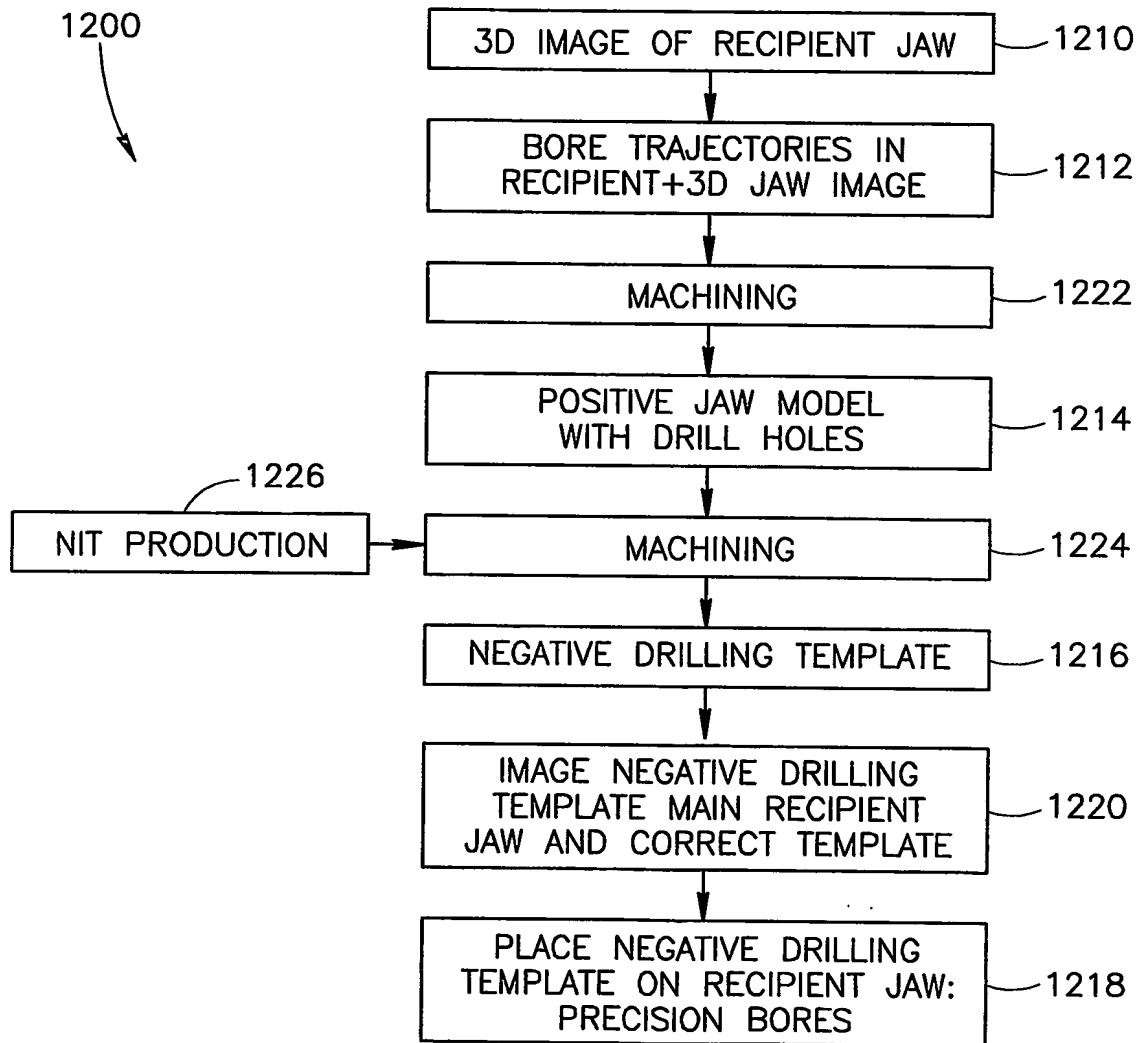 1200
3D IMAGE OF RECIPIENT JAW
1210
BORE TRAJECTORIES IN
RECIPIENT+3D JAW IMAGE
1212
MACHINING
1222
POSITIVE JAW MODEL
WITH DRILL HOLES
1214
1226
NIT PRODUCTION
MACHINING
1224
NEGATIVE DRILLING TEMPLATE
1216
IMAGE NEGATIVE DRILLING
TEMPLATE MAIN RECIPIENT
JAW AND CORRECT TEMPLATE
1220
PLACE NEGATIVE DRILLING
TEMPLATE ON RECIPIENT JAW:
PRECISION BORES
1218